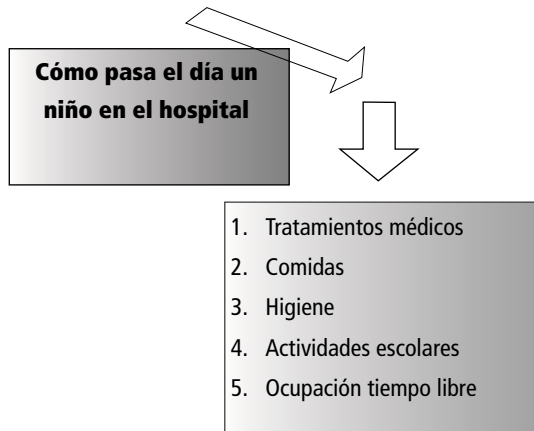 Cómo pasa el día un
niño en el hospital
1. Tratamientos médicos
2. Comidas
3. Higiene
4. Actividades escolares
5. Ocupación tiempo libre